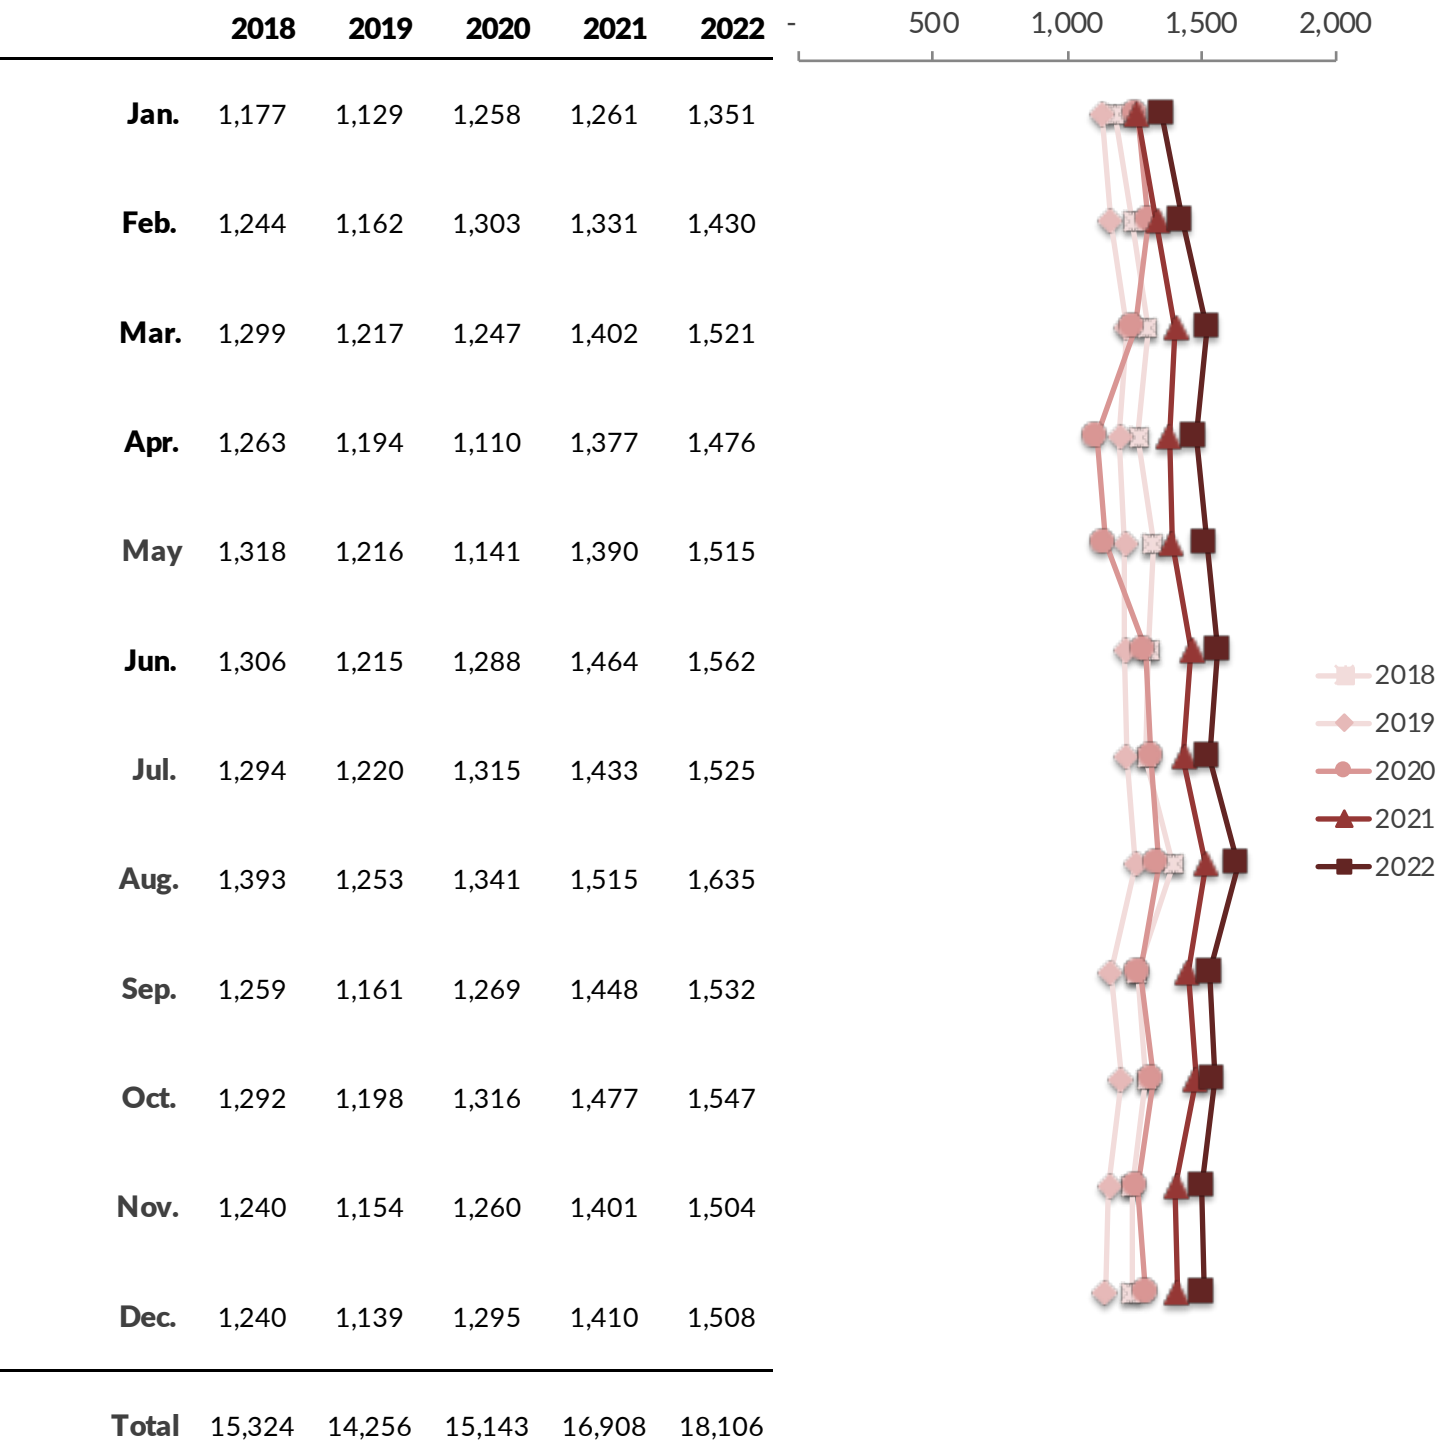 2018 2019 2020 2021 2022
- 500 1,000 1,500 2,000
Jan. 1,177 1,129 1,258 1,261 1,351
Feb. 1,244 1,162 1,303 1,331 1,430
Mar. 1,299 1,217 1,247 1,402 1,521
Apr. 1,263 1,194 1,110 1,377 1,476
May 1,318 1,216 1,141 1,390 1,515
Jun. 1,306 1,215 1,288 1,464 1,562
Jul. 1,294 1,220 1,315 1,433 1,525
Aug. 1,393 1,253 1,341 1,515 1,635
Sep. 1,259 1,161 1,269 1,448 1,532
Oct. 1,292 1,198 1,316 1,477 1,547
Nov. 1,240 1,154 1,260 1,401 1,504
Dec. 1,240 1,139 1,295 1,410 1,508
Total 15,324 14,256 15,143 16,908 18,106
2018
2019
2020
2021
2022